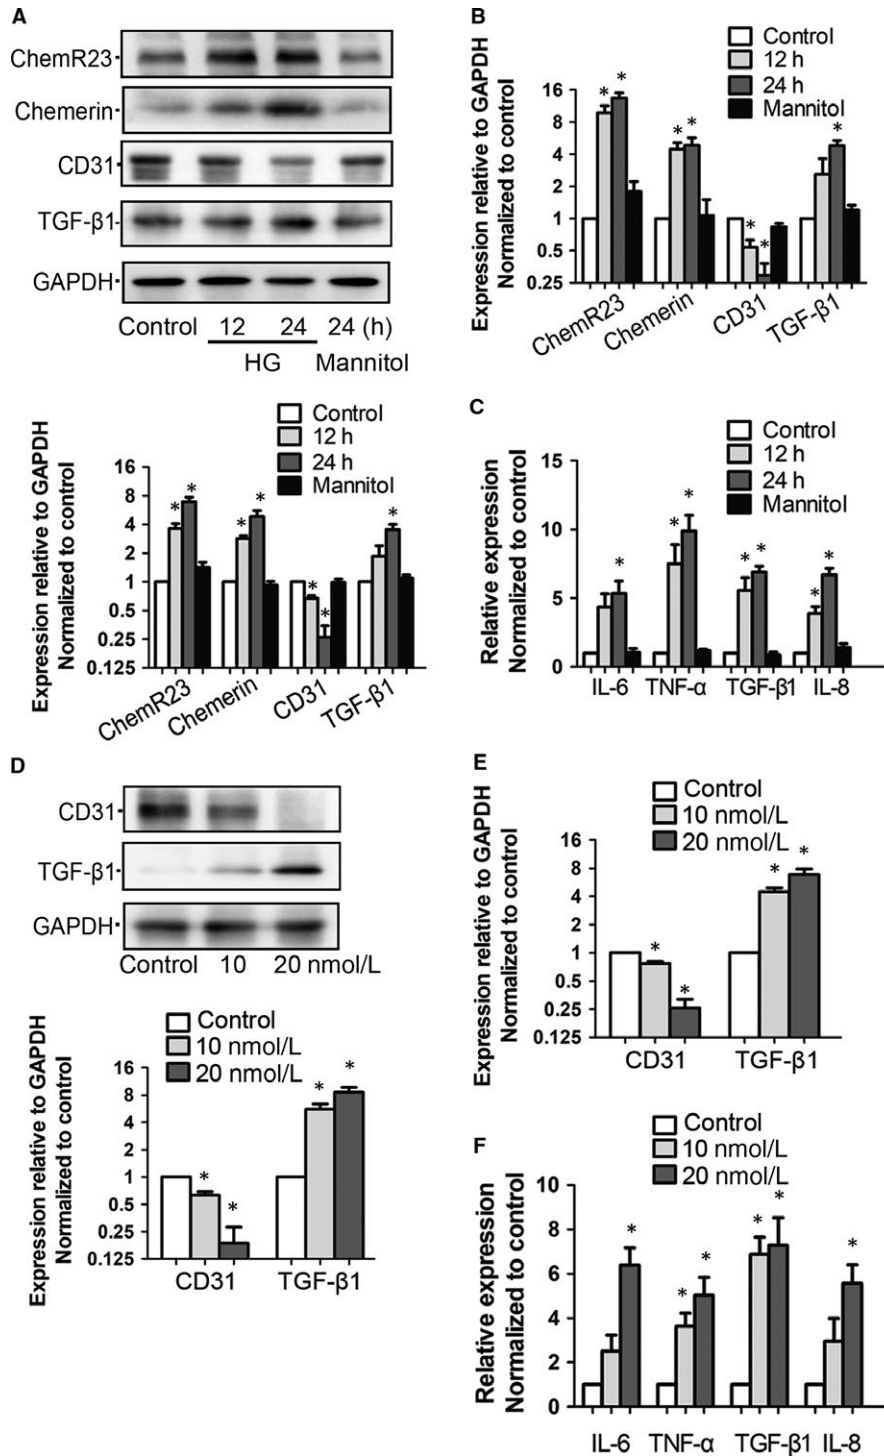 A
ChemR23
Chemerin
CD31
TGF-β1
GAPDH
Control 12 24 24 (h)
HG Mannitol
Control
12 h
24 h
Mannitol
Expression relative to GAPDH
Normalized to control
16
8
4
2
1
0.5
0.25
0.125
* * * * * * *
ChemR23 Chemerin CD31 TGF-β1
B
Control
12 h
24 h
Mannitol
Expression relative to GAPDH
Normalized to control
16
8
4
2
1
0.5
0.25
* * * * * * *
ChemR23 Chemerin CD31 TGF-β1
C
Control
12 h
24 h
Mannitol
Relative expression
Normalized to control
15
10
5
0
* * * * * * *
IL-6 TNF-α TGF-β1 IL-8
D
CD31
TGF-β1
GAPDH
Control 10 20 nmol/L
Control
10 nmol/L
20 nmol/L
Expression relative to GAPDH
Normalized to control
16
8
4
2
1
0.5
0.25
0.125
* * * *
CD31 TGF-β1
E
Control
10 nmol/L
20 nmol/L
Expression relative to GAPDH
Normalized to control
16
8
4
2
1
0.5
0.25
0.125
* * * *
CD31 TGF-β1
F
Control
10 nmol/L
20 nmol/L
Relative expression
Normalized to control
10
8
6
4
2
0
* * * * * *
IL-6 TNF-α TGF-β1 IL-8